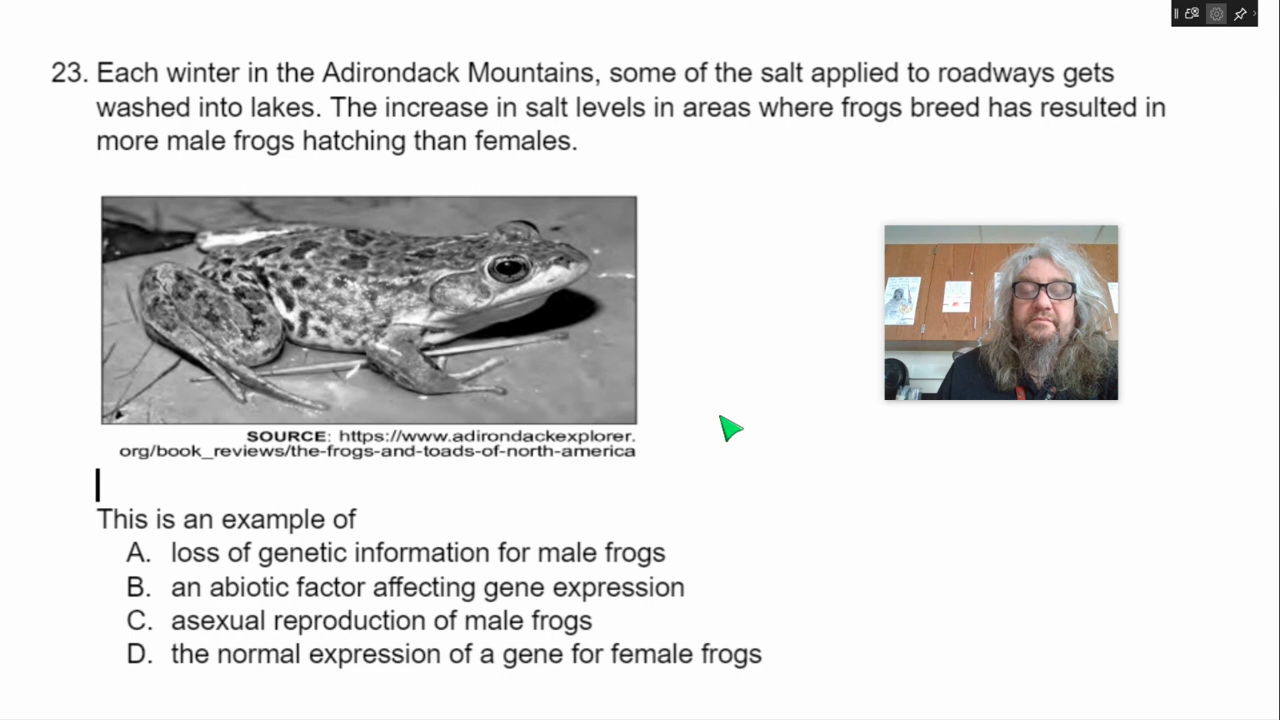 23. Each winter in the Adirondack Mountains, some of the salt applied to roadways gets
washed into lakes. The increase in salt levels in areas where frogs breed has resulted in
more male frogs hatching than females.
SOURCE: https://www.adirondackexplorer.
org/book_reviews/the-frogs-and-toads-of-north-america
This is an example of
A. loss of genetic information for male frogs
B. an abiotic factor affecting gene expression
C. asexual reproduction of male frogs
D. the normal expression of a gene for female frogs